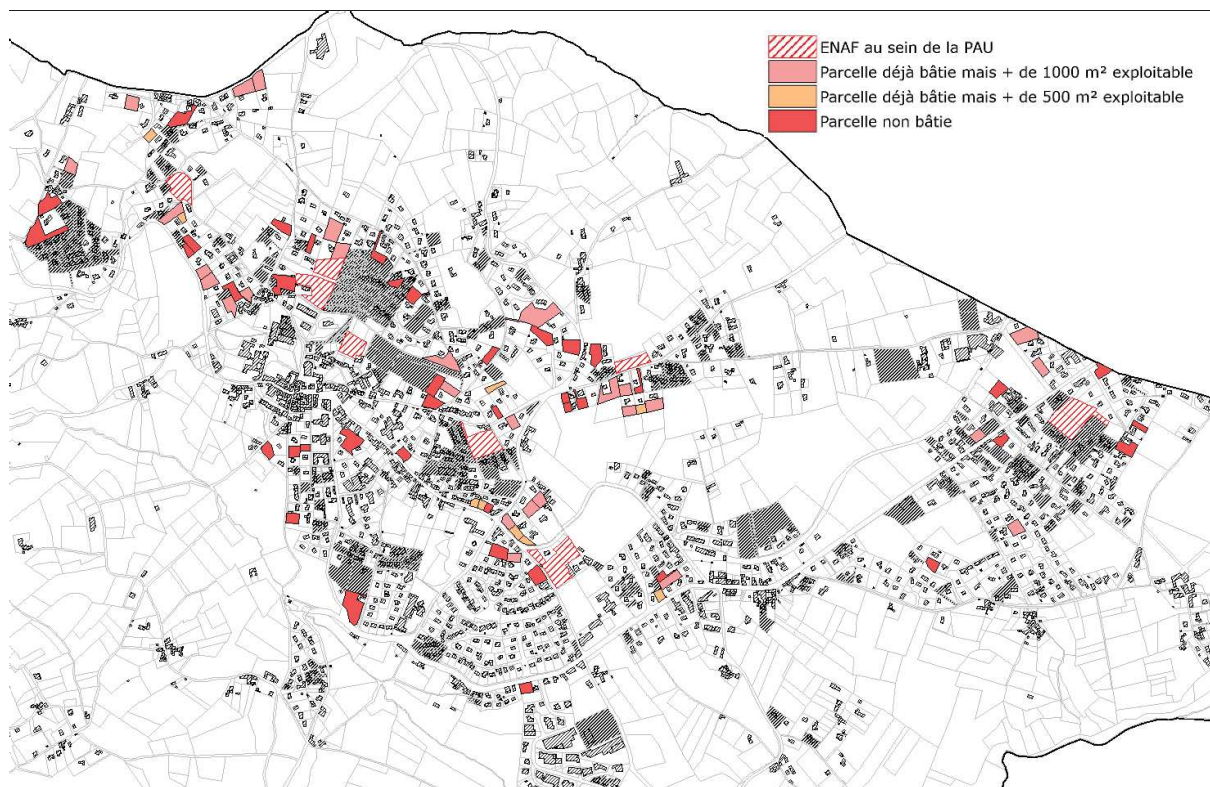 ENAF au sein de la PAU
Parcelle déjà bâtie mais + de 1000 m² exploitable
Parcelle déjà bâtie mais + de 500 m² exploitable
Parcelle non bâtie